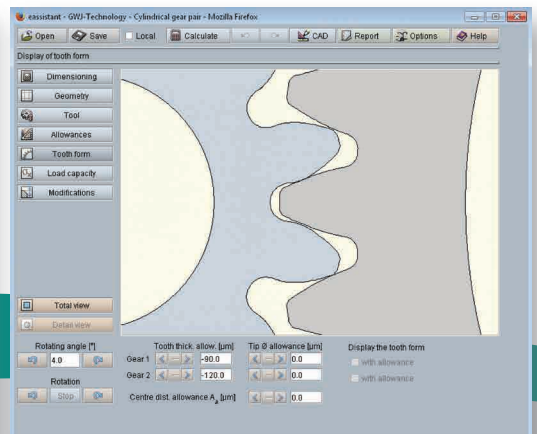 eassistant - GWJ-Technology - Cylindrical gear pair - Mozilla Firefox
Open Save Local Calculate CAD Report Options Help
Display of tooth form
Dimensioning
Geometry
Tool
Allowances
Tooth form
Load capacity
Modifications
Total view
Detail view
Rotating angle [°] Tooth thick. allow. [µm] Tip Ø allowance [µm] Display the tooth form
4.0 Gear 1 -90.0 0.0 with allowance
Gear 2 -120.0 0.0 with allowance
Rotation
Stop Centre dist. allowance Aₐ [µm] 0.0